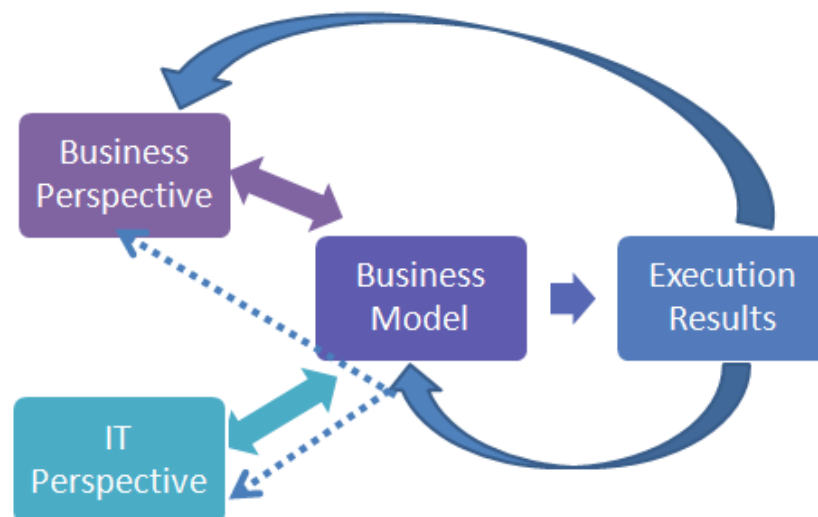 Business
Perspective
Business
Model
Execution
Results
IT
Perspective